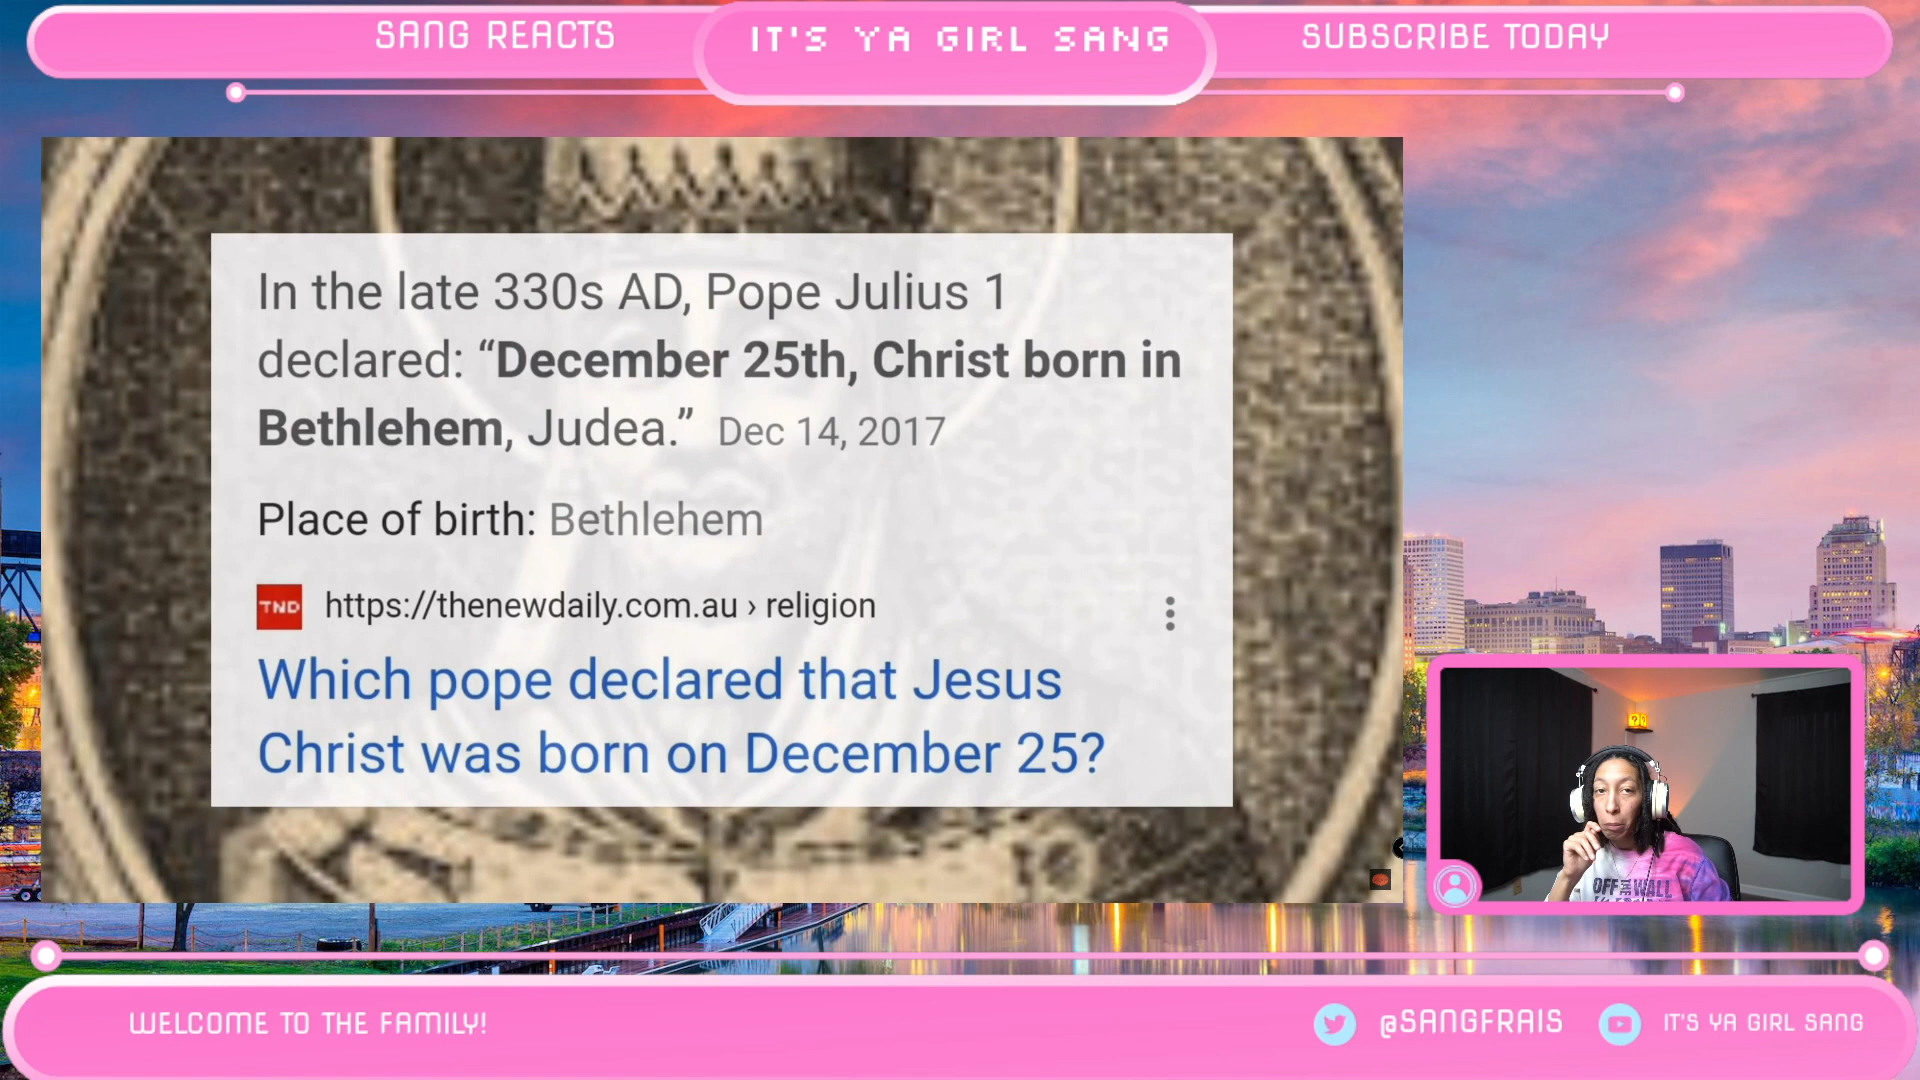 SANG REACTS
IT'S YA GIRL SANG
SUBSCRIBE TODAY
In the late 330s AD, Pope Julius 1
declared: “December 25th, Christ born in
Bethlehem, Judea.” Dec 14, 2017
Place of birth: Bethlehem
TND https://thenewdaily.com.au › religion
Which pope declared that Jesus
Christ was born on December 25?
OFF THE WALL
WELCOME TO THE FAMILY!
@SANGFRAIS
IT'S YA GIRL SANG